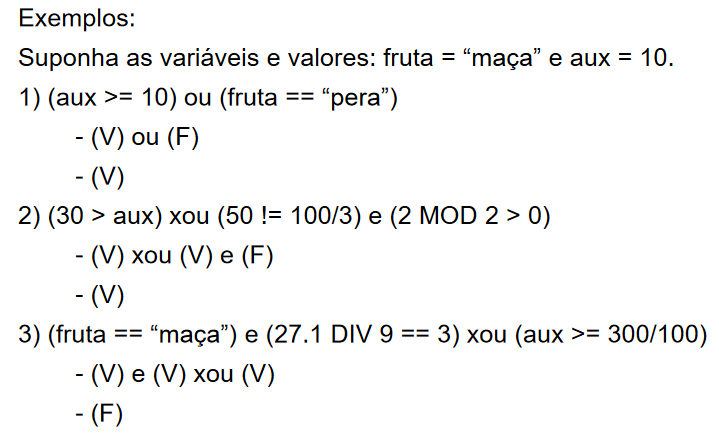 Exemplos:
Suponha as variáveis e valores: fruta = “maça” e aux = 10.
1) (aux >= 10) ou (fruta == “pera”)
- (V) ou (F)
- (V)
2) (30 > aux) xou (50 != 100/3) e (2 MOD 2 > 0)
- (V) xou (V) e (F)
- (V)
3) (fruta == “maça”) e (27.1 DIV 9 == 3) xou (aux >= 300/100)
- (V) e (V) xou (V)
- (F)